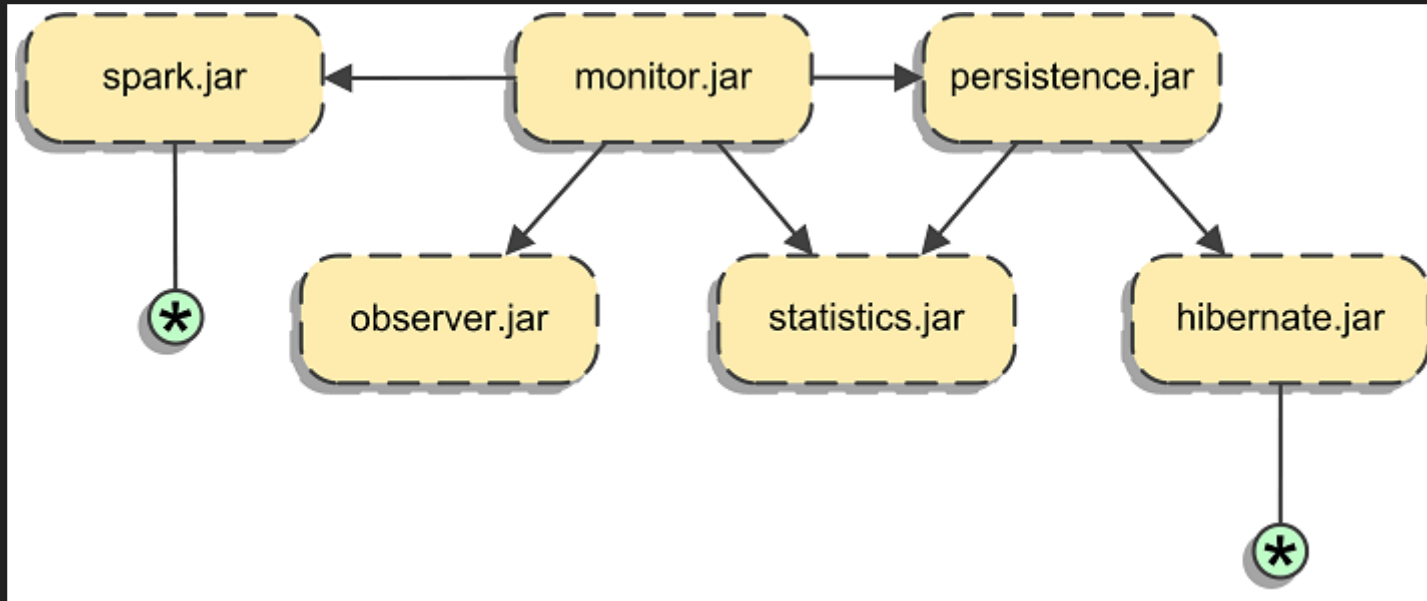 spark.jar
monitor.jar
persistence.jar
observer.jar
statistics.jar
hibernate.jar
*
*